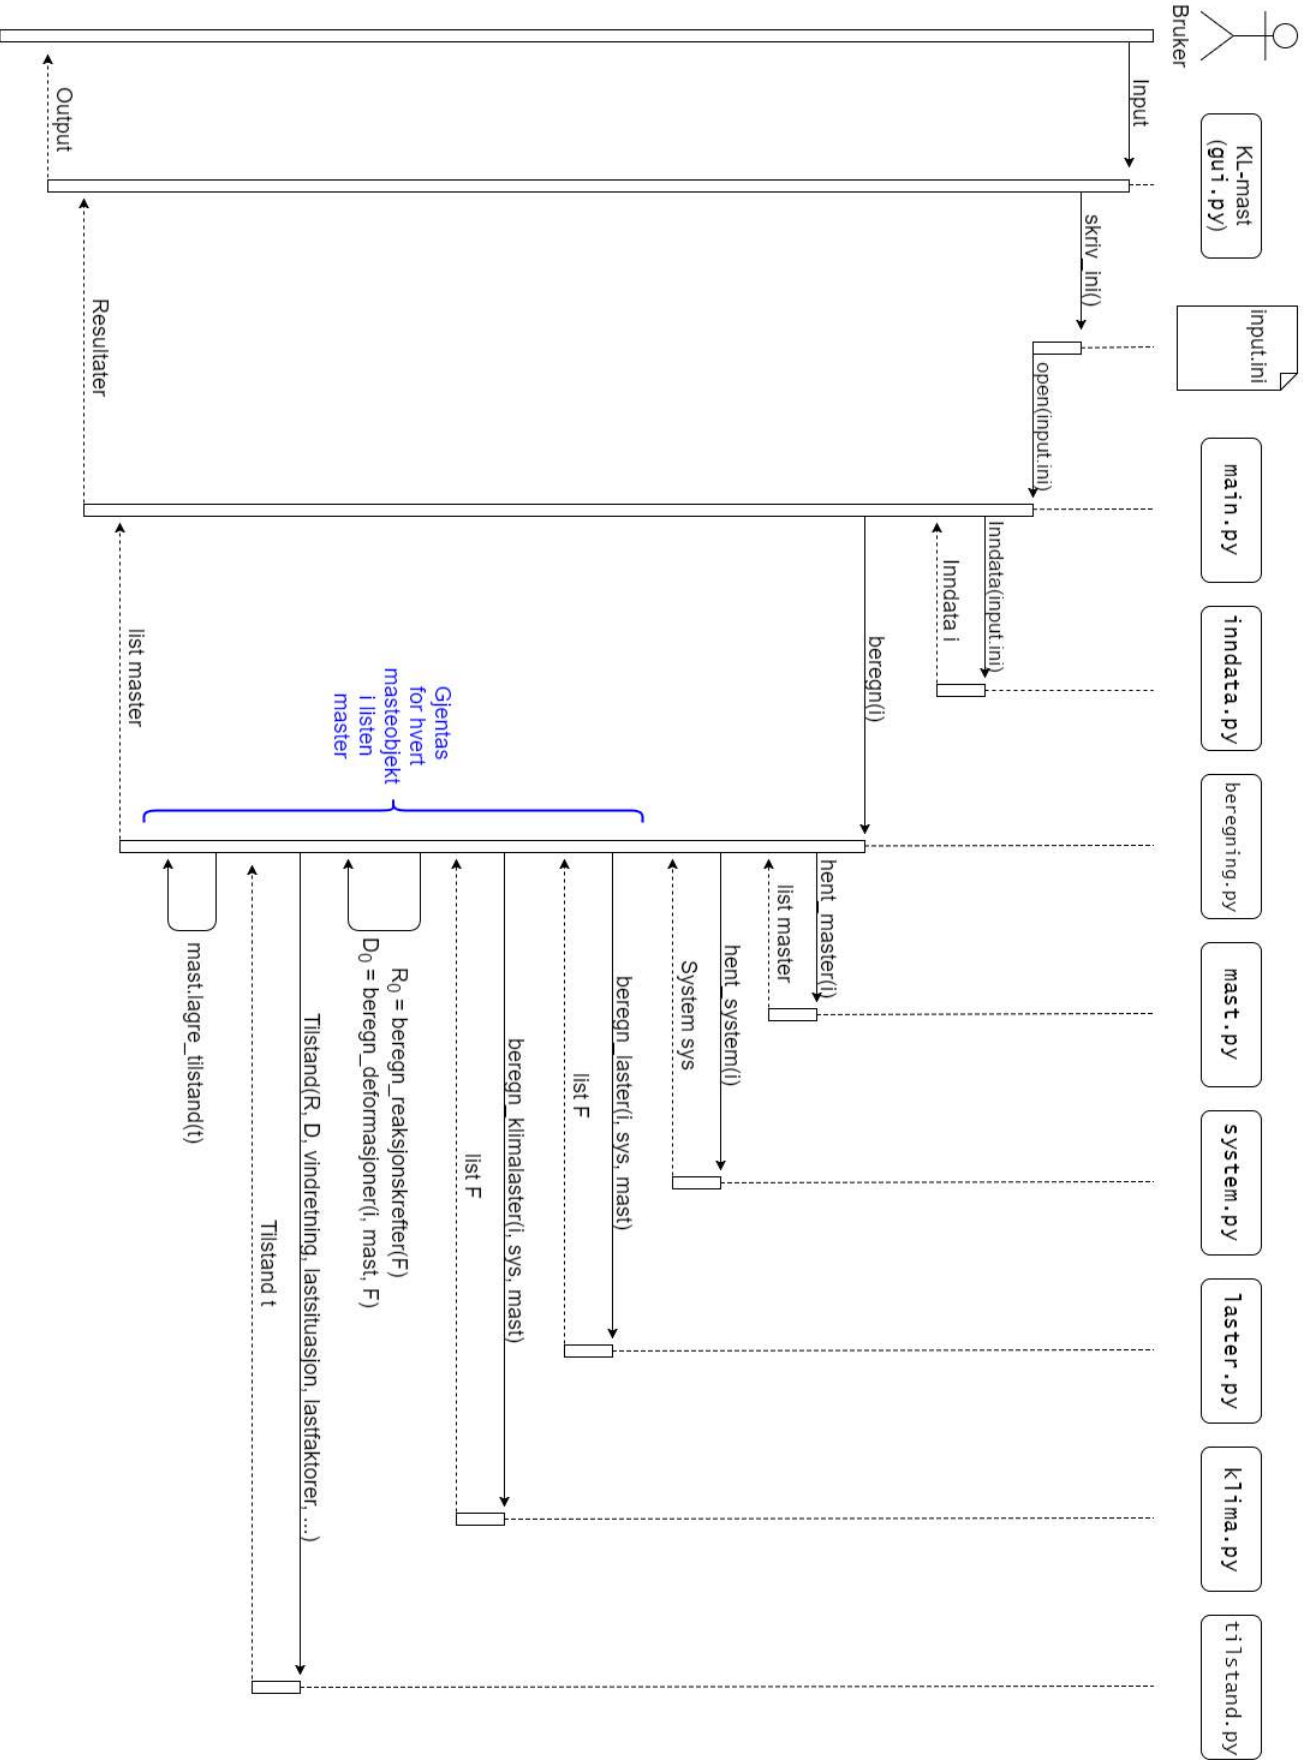 Bruker
KL-mast
(gui.py)
input.ini
main.py
inndata.py
beregning.py
mast.py
system.py
laster.py
klima.py
tilstand.py
Input
skriv_ini()
open(input.ini)
Inndata(input.ini)
Inndata i
beregn(i)
hent_master(i)
list master
hent_system(i)
System sys
beregn_laster(i, sys, mast)
list F
beregn_klimalaster(i, sys, mast)
list F
R0 = beregn_reaksjonskrefter(F)
D0 = beregn_deformasjoner(i, mast, F)
Tilstand(R, D, vindretning, lastsituasjon, lastfaktorer, ...)
Tilstand t
mast.lagre_tilstand(t)
Gjentas
for hvert
masteobjekt
i listen
master
list master
Resultater
Output